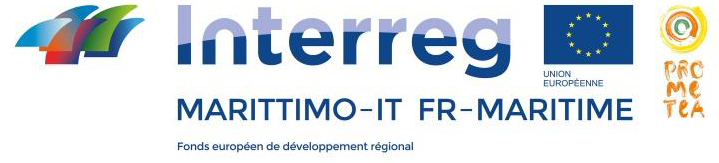 Interreg
UNION
EUROPÉENNE
MARITTIMO-IT FR-MARITIME
Fonds européen de développement régional
PRO
ME
TEA